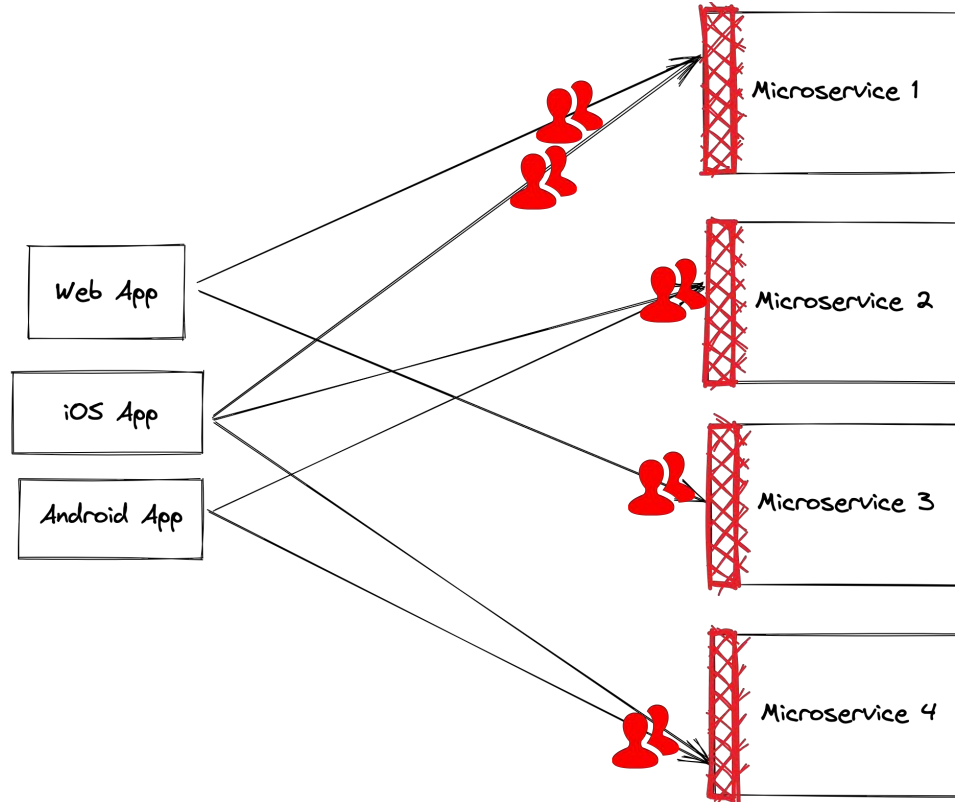 Microservice 1
Web App
Microservice 2
iOS App
Android App
Microservice 3
Microservice 4